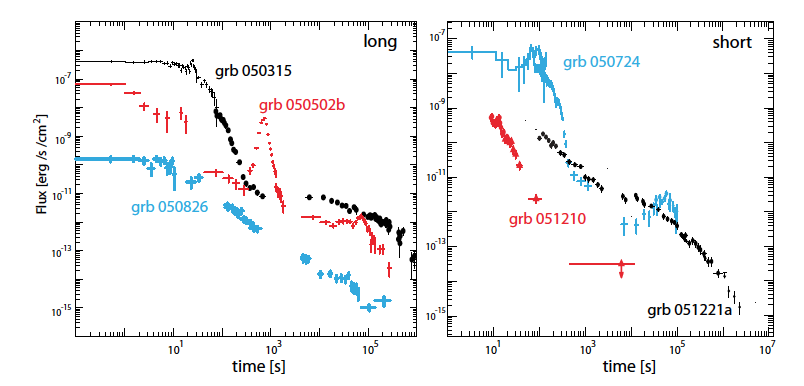 long
grb 050315
grb 050502b
grb 050826
Flux [erg /s /cm²]
10⁻⁷
10⁻⁹
10⁻¹¹
10⁻¹³
10⁻¹⁵
10¹ 10³ 10⁵
time [s]
short
grb 050724
grb 051210
grb 051221a
10⁻⁷
10⁻⁹
10⁻¹¹
10⁻¹³
10⁻¹⁵
10¹ 10³ 10⁵ 10⁷
time [s]